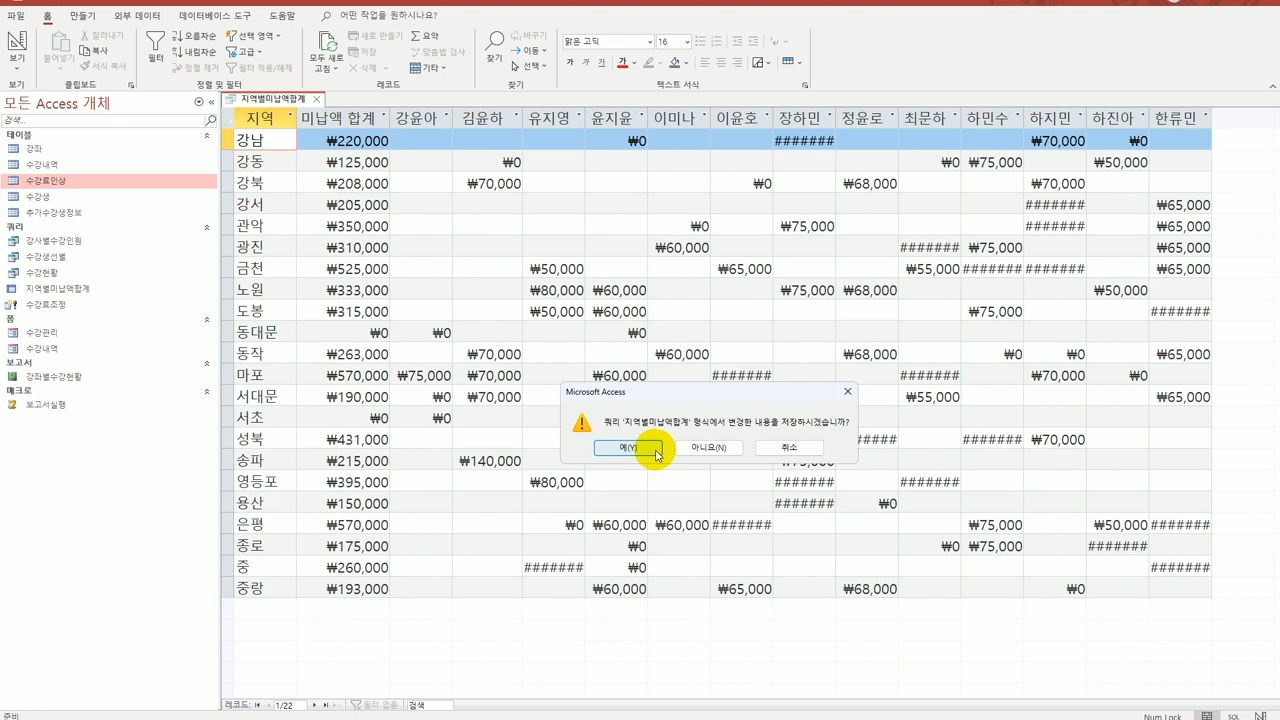 파일 홈 만들기 외부 데이터 데이터베이스 도구 도움말 어떤 작업을 원하시나요?
보기 붙여넣기 잘라내기 복사 서식 복사 필터 오름차순 내림차순 정렬 제거 선택 영역 고급 필터 적용/해제 모두 새로 고침 새로 만들기 저장 삭제 요약 맞춤법 검사 기타 찾기 바꾸기 이동 선택 맑은 고딕 16 가 가 가 가
보기 클립보드 정렬 및 필터 레코드 찾기 텍스트 서식
모든 Access 개체
검색...
테이블
강좌
수강내역
수강료인상
수강생
추가수강생정보
쿼리
강사별수강인원
수강생선별
수강현황
지역별미납액합계
수강료조정
폼
수강관리
수강내역
보고서
강좌별수강현황
매크로
보고서실행
지역별미납액합계
지역 미납액 합계 강윤아 김윤하 유지영 윤지윤 이미나 이윤호 장하민 정윤로 최문하 하민수 하지민 하진아 한류민
강남 ₩220,000 ₩0 ####### ₩70,000 ₩0
강동 ₩125,000 ₩0 ₩0 ₩75,000 ₩50,000
강북 ₩208,000 ₩70,000 ₩0 ₩68,000 ₩70,000
강서 ₩205,000 ####### ₩65,000
관악 ₩350,000 ₩0 ₩75,000 ####### ₩65,000
광진 ₩310,000 ₩60,000 ####### ₩75,000 ₩65,000
금천 ₩525,000 ₩50,000 ₩65,000 ₩55,000 ####### ####### ₩65,000
노원 ₩333,000 ₩80,000 ₩60,000 ₩75,000 ₩68,000 ₩50,000
도봉 ₩315,000 ₩50,000 ₩60,000 ₩75,000 #######
동대문 ₩0 ₩0 ₩0
동작 ₩263,000 ₩70,000 ₩60,000 ₩68,000 ₩0 ₩0 ₩65,000
마포 ₩570,000 ₩75,000 ₩70,000 ₩60,000 ####### ####### ₩70,000 ₩0
서대문 ₩190,000 ₩0 ₩70,000 ₩55,000 ₩65,000
서초 ₩0 ₩0
성북 ₩431,000 ##### ####### ₩70,000
송파 ₩215,000 ₩140,000 ₩75,000
영등포 ₩395,000 ₩80,000 ####### #######
용산 ₩150,000 ####### ₩0
은평 ₩570,000 ₩0 ₩60,000 ₩60,000 ####### ₩75,000 ₩50,000 #######
종로 ₩175,000 ₩0 ₩0 ₩75,000 #######
중 ₩260,000 ####### ₩0 #######
중랑 ₩193,000 ₩60,000 ₩65,000 ₩68,000 ₩0
Microsoft Access
쿼리 '지역별미납액합계' 형식에서 변경한 내용을 저장하시겠습니까?
예(Y) 아니요(N) 취소
레코드: 1/22 필터 없음 검색
준비 Num Lock SQL